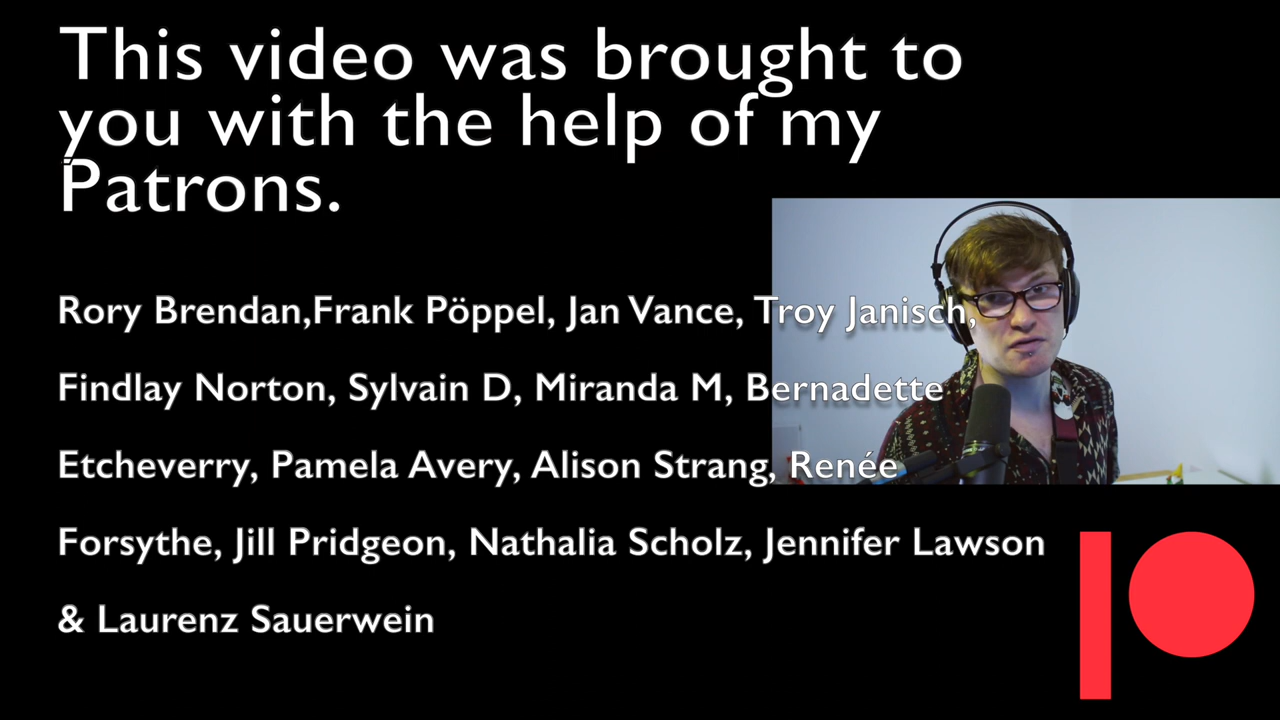 This video was brought to
you with the help of my
Patrons.
Rory Brendan,Frank Pöppel, Jan Vance, Troy Janisch,
Findlay Norton, Sylvain D, Miranda M, Bernadette
Etcheverry, Pamela Avery, Alison Strang, Renée
Forsythe, Jill Pridgeon, Nathalia Scholz, Jennifer Lawson
& Laurenz Sauerwein